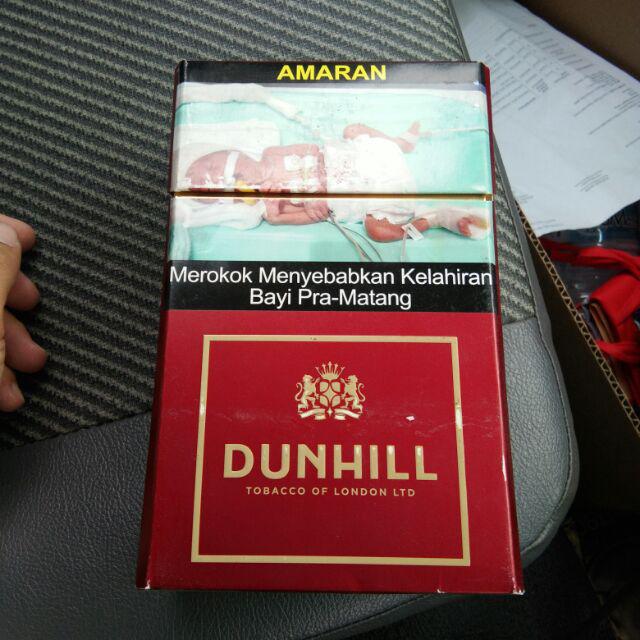 AMARAN
Merokok Menyebabkan Kelahiran
Bayi Pra-Matang
DUNHILL
TOBACCO OF LONDON LTD